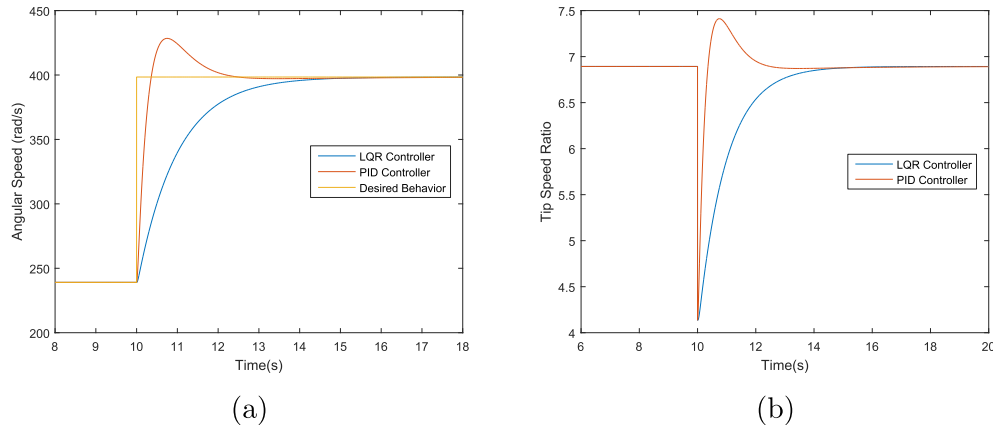 450
400
350
300
250
200
Angular Speed (rad/s)
LQR Controller
PID Controller
Desired Behavior
8 9 10 11 12 13 14 15 16 17 18
Time(s)
(a)
7.5
7
6.5
6
5.5
5
4.5
4
Tip Speed Ratio
LQR Controller
PID Controller
6 8 10 12 14 16 18 20
Time(s)
(b)